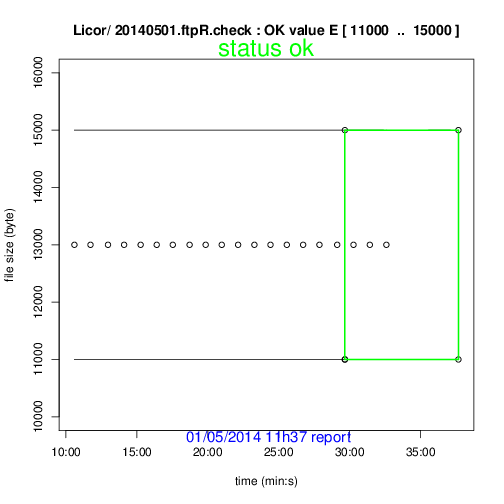 Licor/ 20140501.ftpR.check : OK value E [ 11000 .. 15000 ]
status ok
16000
15000
14000
13000
12000
11000
10000
file size (byte)
01/05/2014 11h37 report
10:00 15:00 20:00 25:00 30:00 35:00
time (min:s)